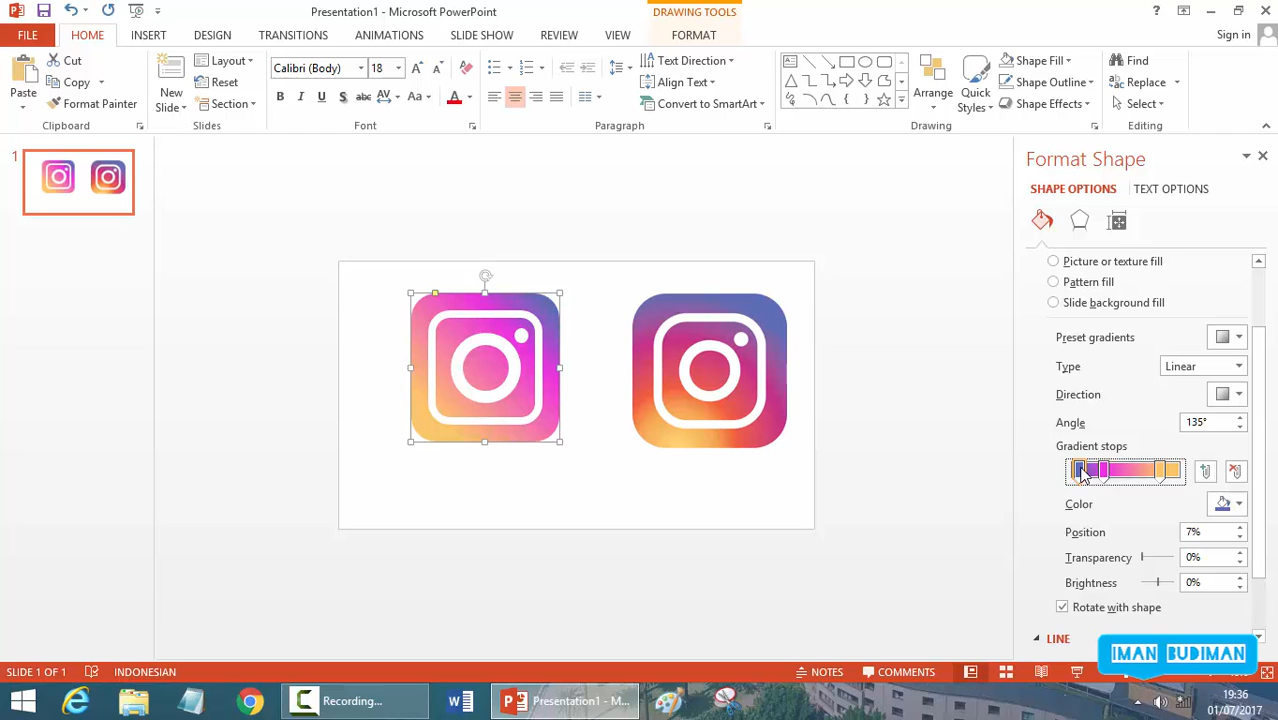 Presentation1 - Microsoft PowerPoint
DRAWING TOOLS
?
FILE HOME INSERT DESIGN TRANSITIONS ANIMATIONS SLIDE SHOW REVIEW VIEW FORMAT Sign in
Paste
Cut
Copy
Format Painter
Clipboard
New Slide
Layout
Reset
Section
Slides
Calibri (Body) 18
B I U S abc AV Aa A
Font
Text Direction
Align Text
Convert to SmartArt
Paragraph
Arrange
Quick Styles
Shape Fill
Shape Outline
Shape Effects
Drawing
Find
Replace
Select
Editing
1
Format Shape
SHAPE OPTIONS TEXT OPTIONS
Picture or texture fill
Pattern fill
Slide background fill
Preset gradients
Type Linear
Direction
Angle 135°
Gradient stops
Color
Position 7%
Transparency 0%
Brightness 0%
Rotate with shape
LINE
IMAN BUDIMAN
SLIDE 1 OF 1 INDONESIAN NOTES COMMENTS
Recording...
Presentation1 - M...
19:36
01/07/2017